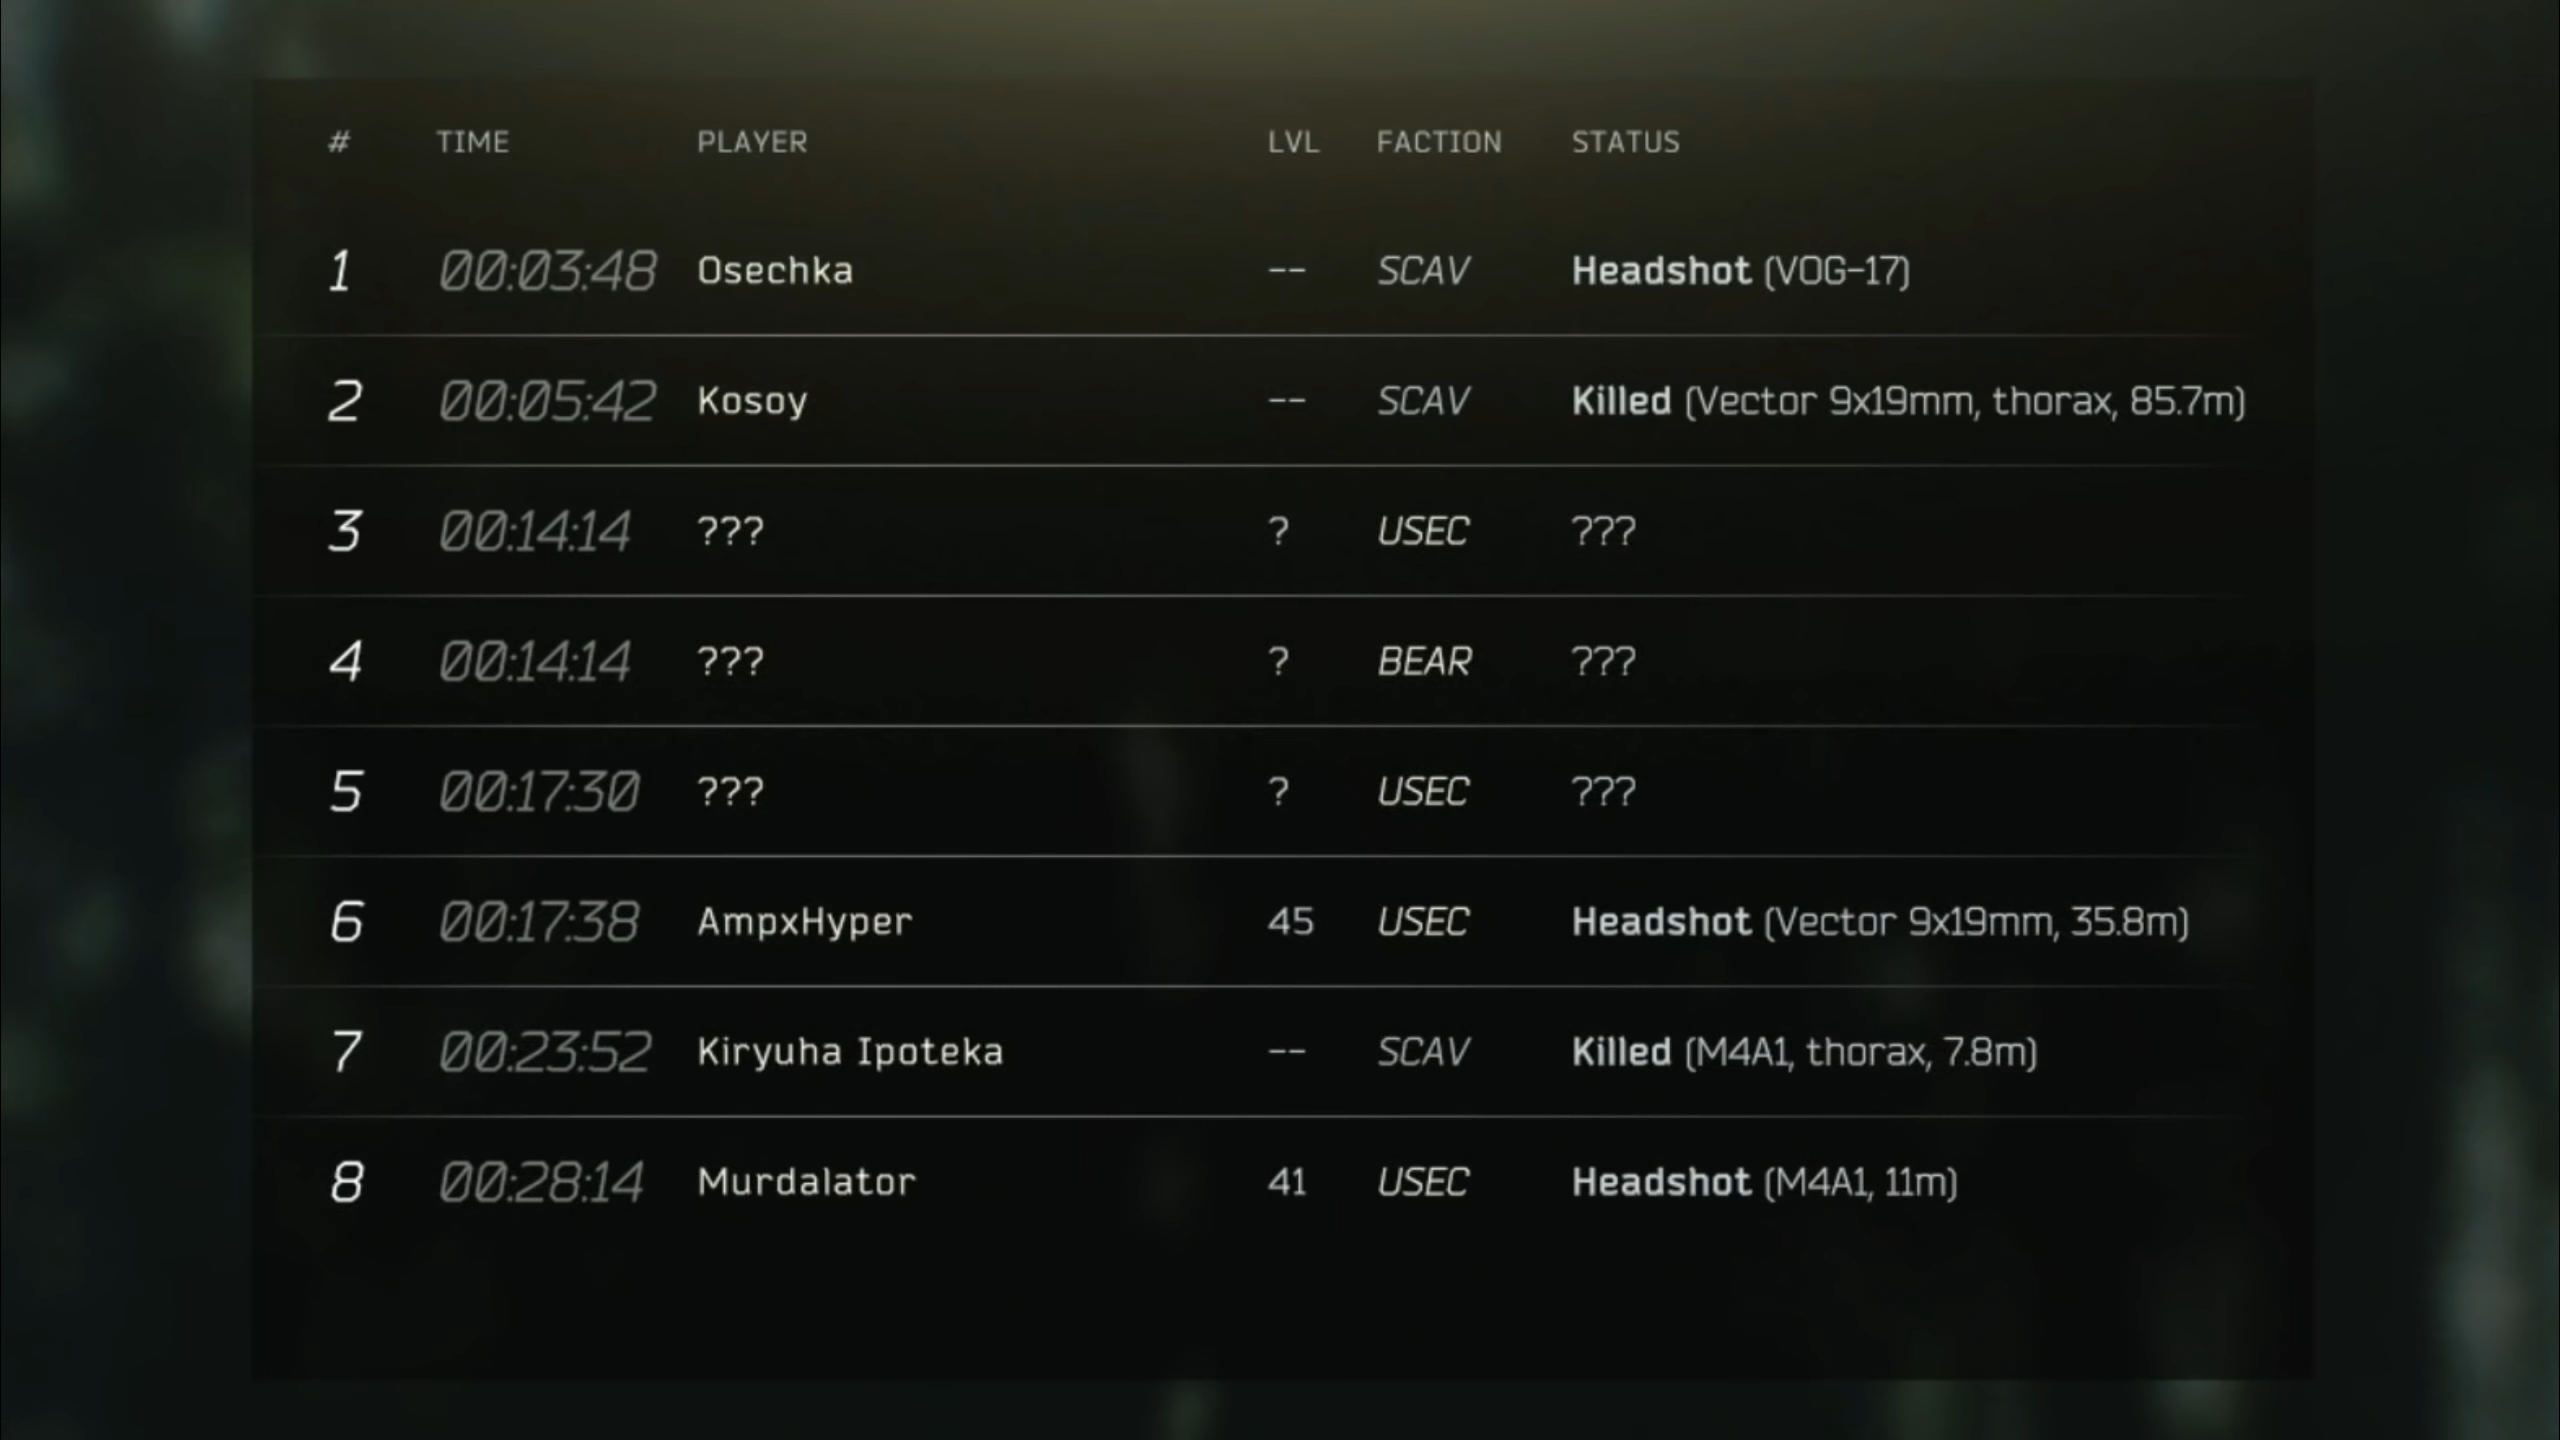 # TIME PLAYER LVL FACTION STATUS
1 00:03:48 Osechka -- SCAV Headshot (VOG-17)
2 00:05:42 Kosoy -- SCAV Killed (Vector 9x19mm, thorax, 85.7m)
3 00:14:14 ??? ? USEC ???
4 00:14:14 ??? ? BEAR ???
5 00:17:30 ??? ? USEC ???
6 00:17:38 AmpxHyper 45 USEC Headshot (Vector 9x19mm, 35.8m)
7 00:23:52 Kiryuha Ipoteka -- SCAV Killed (M4A1, thorax, 7.8m)
8 00:28:14 Murdalator 41 USEC Headshot (M4A1, 11m)